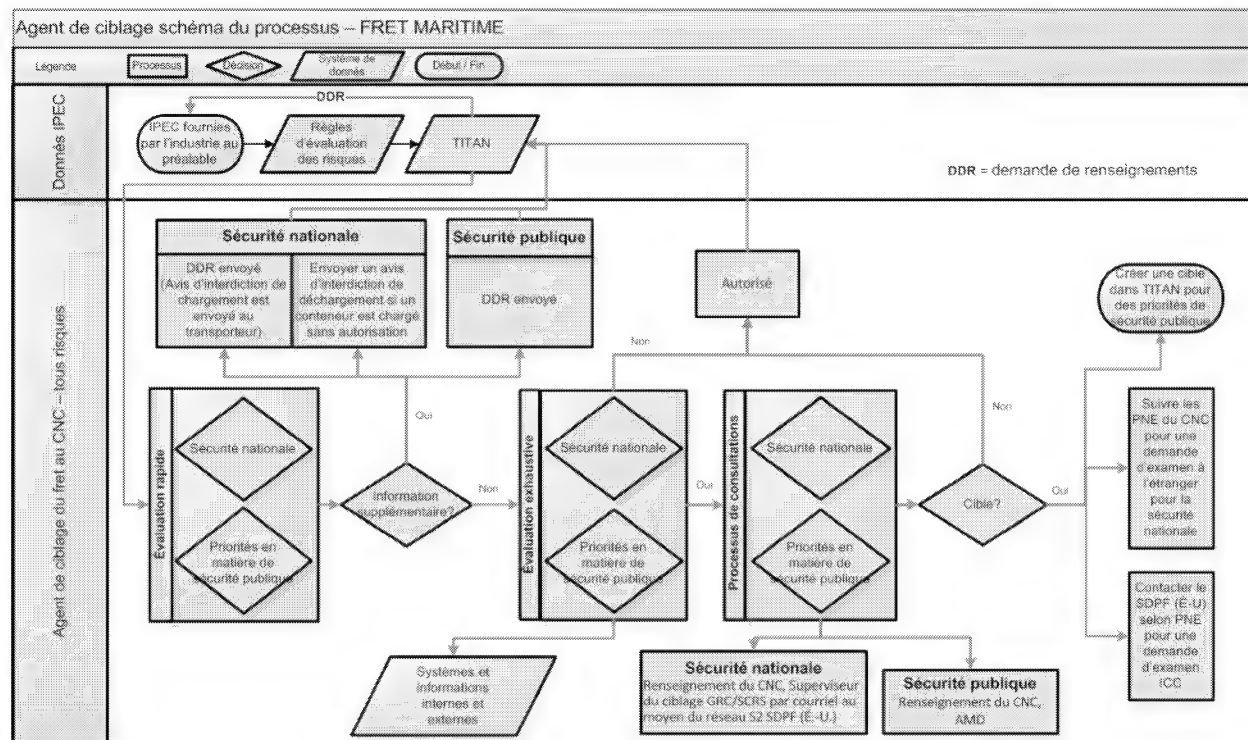 Agent de ciblage schéma du processus – FRET MARITIME
Légende
Processus
Décision
Système de
données
Début / Fin
Donnés IPEC
DDR
IPEC fournies
par l'industrie au
préalable
Règles
d'évaluation
des risques
TITAN
DDR = demande de renseignements
Agent de ciblage du fret au CNC – tous risques
Sécurité nationale
DDR envoyé
(Avis d'interdiction de
chargement est
envoyé au
transporteur)
Envoyer un avis
d'interdiction de
déchargement si un
conteneur est chargé
sans autorisation
Sécurité publique
DDR envoyé
Autorisé
Créer une cible
dans TITAN pour
des priorités de
sécurité publique
Non
Oui
Non
Évaluation rapide
Sécurité nationale
Priorités en
matière de
sécurité publique
Information
supplémentaire?
Non
Évaluation exhaustive
Sécurité nationale
Priorités en
matière de
sécurité publique
Oui
Processus de consultations
Sécurité nationale
Priorités en
matière de
sécurité publique
Cible?
Oui
Suivre les
PNE du CNC
pour une
demande
d'examen à
l'étranger
pour la
sécurité
nationale
Contacter le
SDPF (É-U)
selon PNE
pour une
demande
d'examen
ICC
Systèmes et
informations
internes et
externes
Sécurité nationale
Renseignement du CNC, Superviseur
du ciblage GRC/SCRS par courriel au
moyen du réseau S2 SDPF (É.-U.)
Sécurité publique
Renseignement du CNC,
AMD